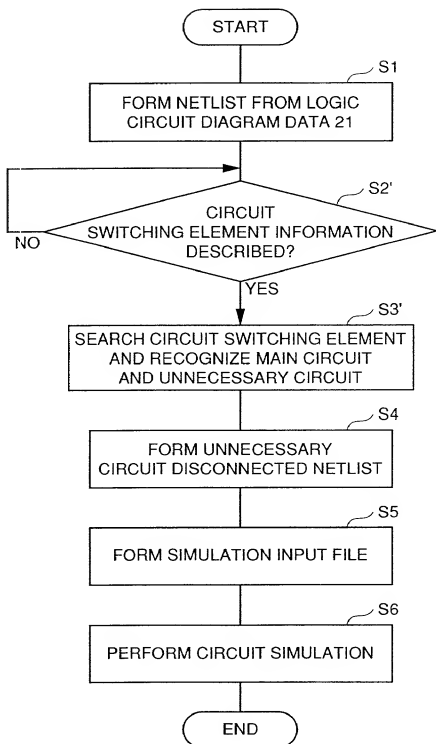 START
S1
FORM NETLIST FROM LOGIC
CIRCUIT DIAGRAM DATA 21
S2'
CIRCUIT
SWITCHING ELEMENT INFORMATION
DESCRIBED?
NO
YES
S3'
SEARCH CIRCUIT SWITCHING ELEMENT
AND RECOGNIZE MAIN CIRCUIT
AND UNNECESSARY CIRCUIT
S4
FORM UNNECESSARY
CIRCUIT DISCONNECTED NETLIST
S5
FORM SIMULATION INPUT FILE
S6
PERFORM CIRCUIT SIMULATION
END